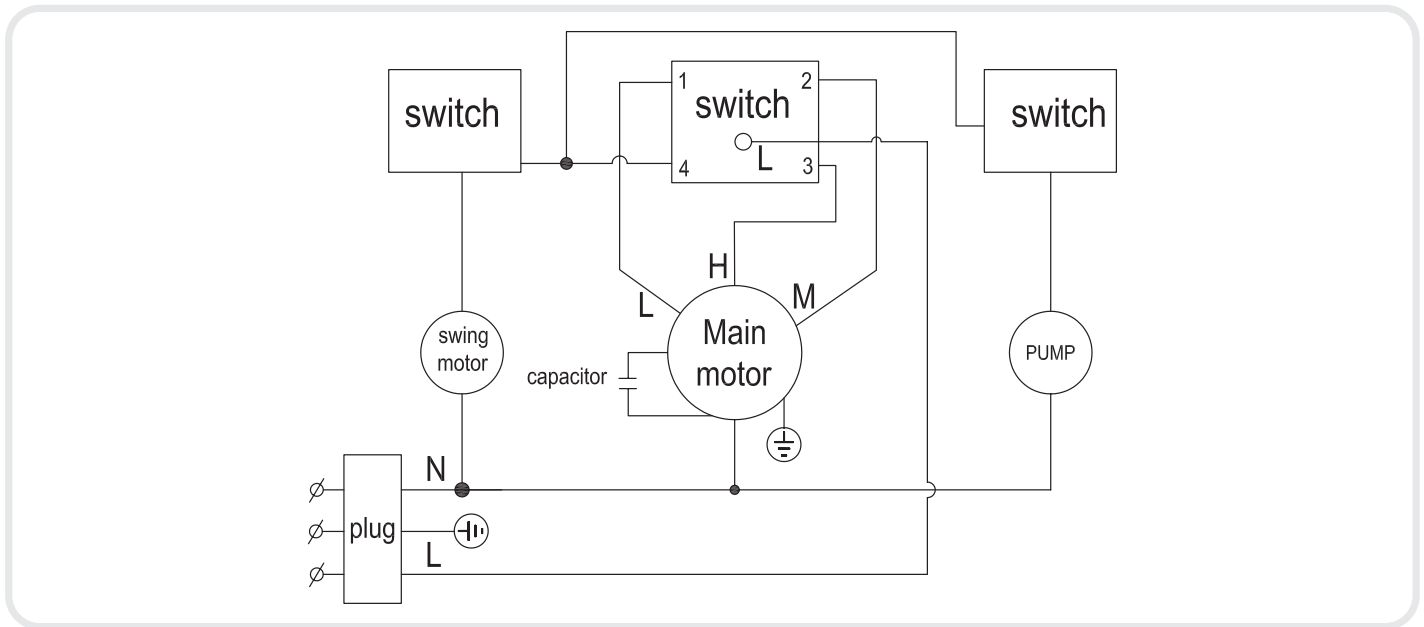 switch
1
2
switch
L
4
3
switch
H
M
L
swing
motor
Main
motor
PUMP
capacitor
N
plug
L